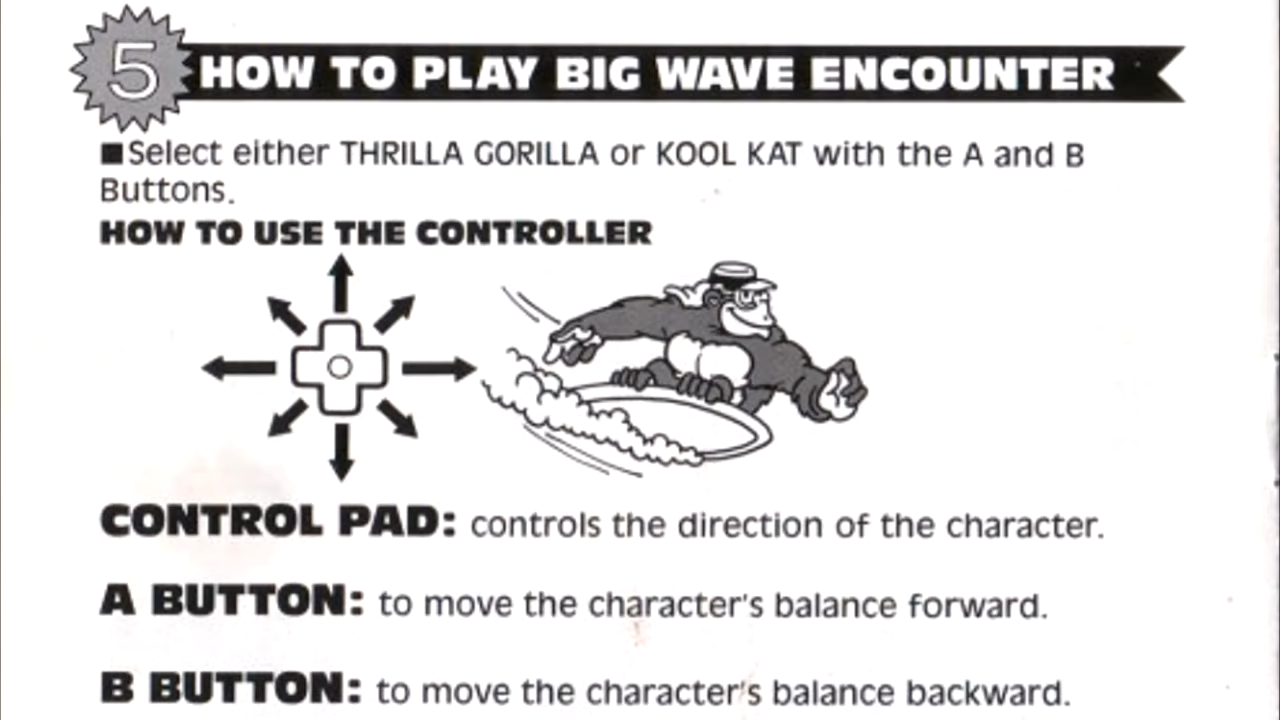 5 HOW TO PLAY BIG WAVE ENCOUNTER
■Select either THRILLA GORILLA or KOOL KAT with the A and B
Buttons.
HOW TO USE THE CONTROLLER
CONTROL PAD: controls the direction of the character.
A BUTTON: to move the character's balance forward.
B BUTTON: to move the character's balance backward.